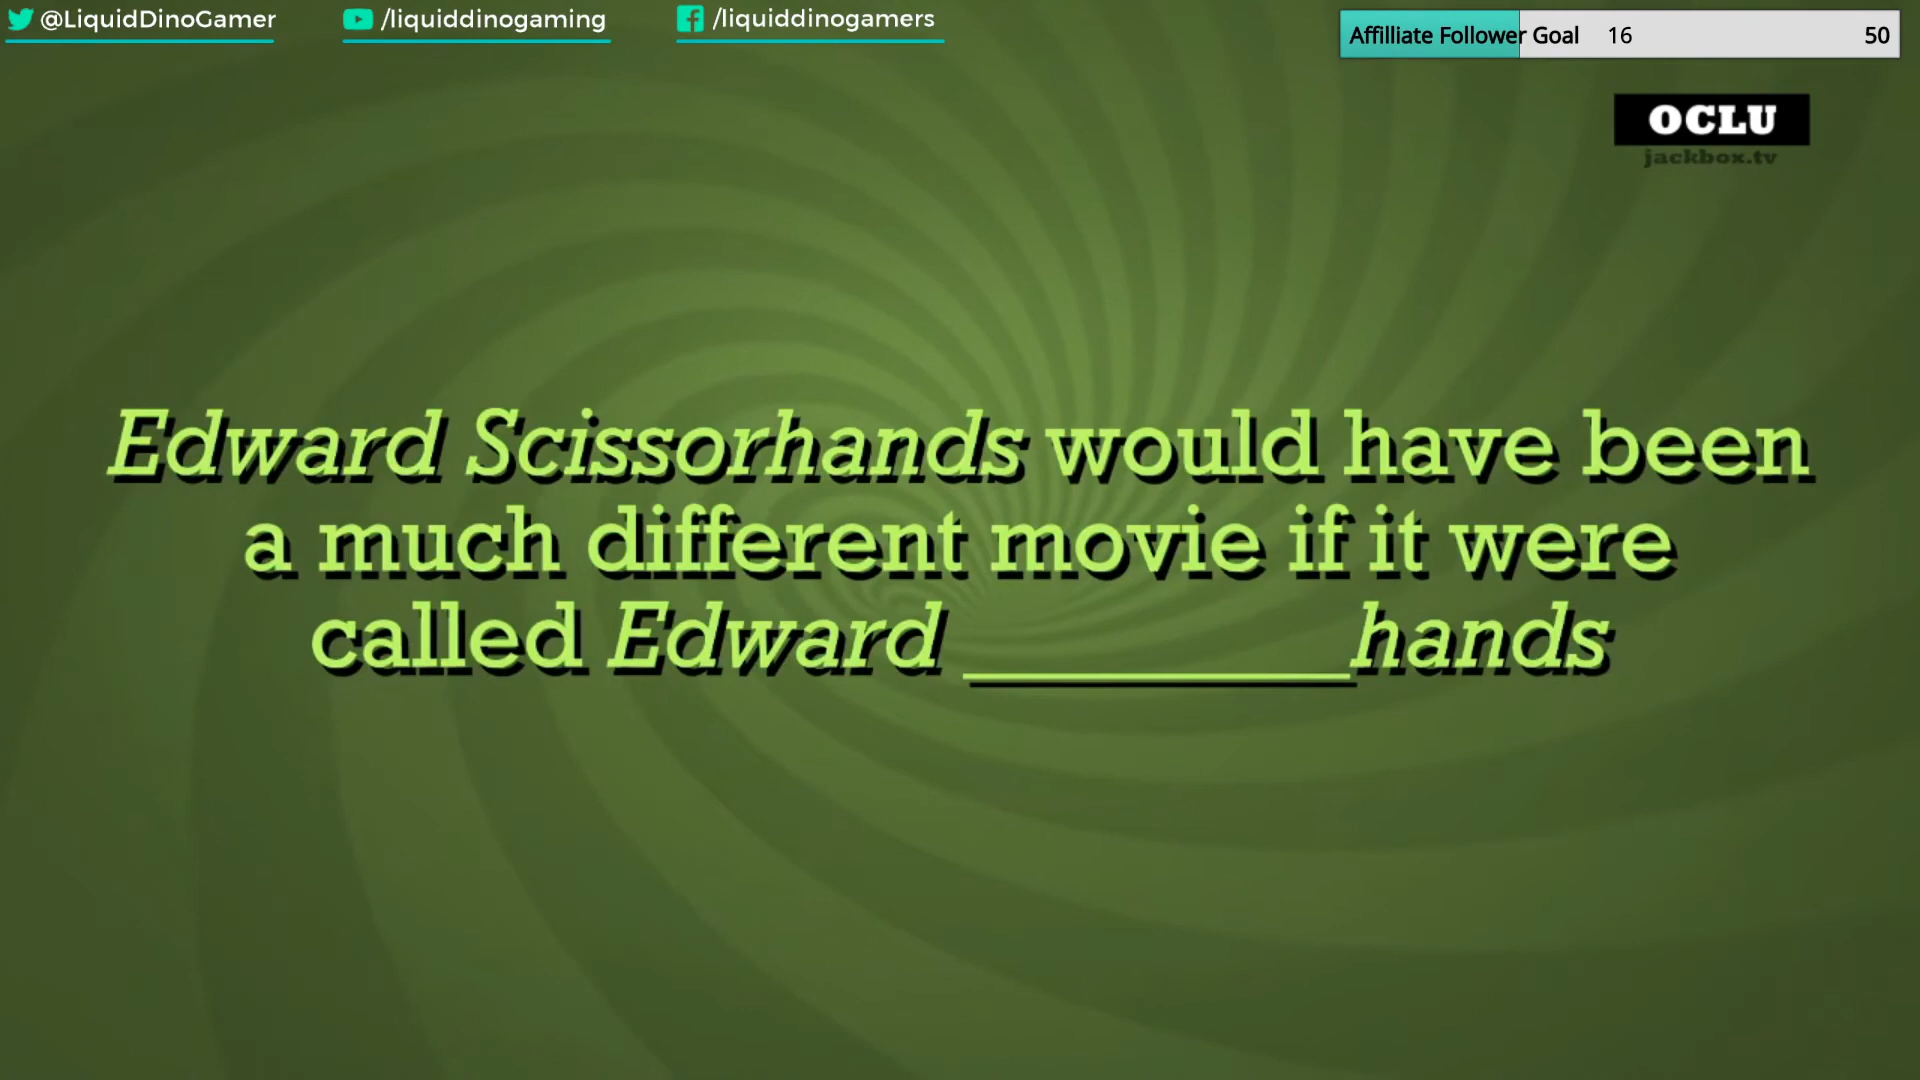 @LiquidDinoGamer /liquiddinogaming /liquiddinogamers
Affilliate Follower Goal 16 50
OCLU
jackbox.tv
Edward Scissorhands would have been
a much different movie if it were
called Edward ________hands